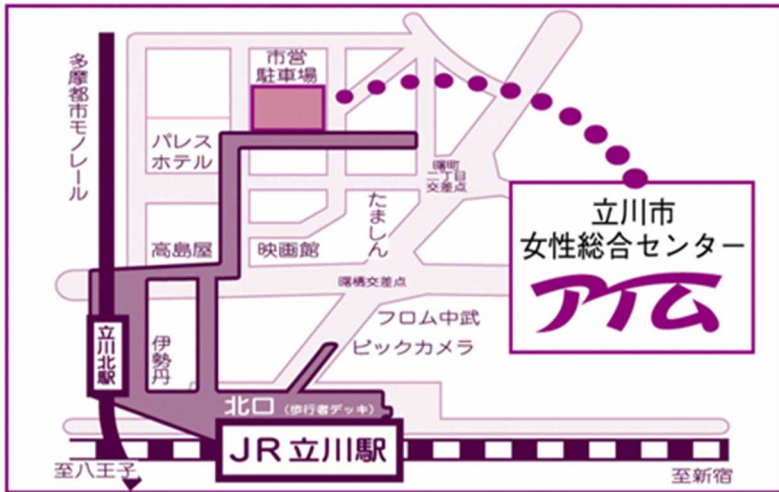 多摩都市モノレール
市営
駐車場
パレス
ホテル
曙町
二丁目
交差点
たましん
高島屋
映画館
立川市
女性総合センター
アイム
曙橋交差点
フロム中武
ビックカメラ
伊勢丹
立川北駅
北口（歩行者デッキ）
JR立川駅
至八王子
至新宿